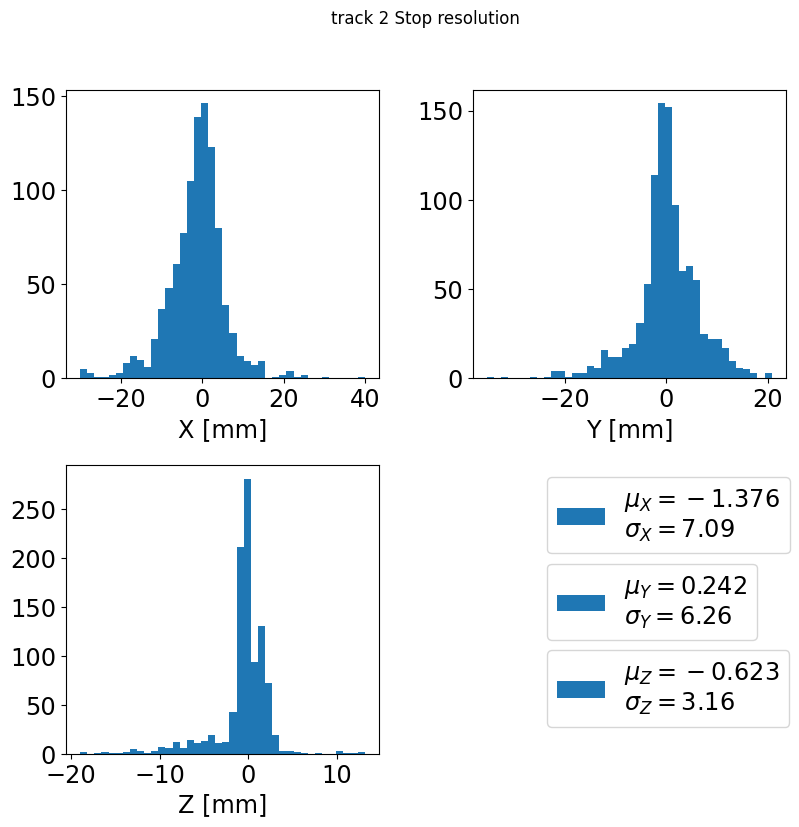 track 2 Stop resolution
150
100
50
0
−20
0
20
40
X [mm]
150
100
50
0
−20
0
20
Y [mm]
250
200
150
100
50
0
−20
−10
0
10
Z [mm]
μX = −1.376
σX = 7.09
μY = 0.242
σY = 6.26
μZ = −0.623
σZ = 3.16